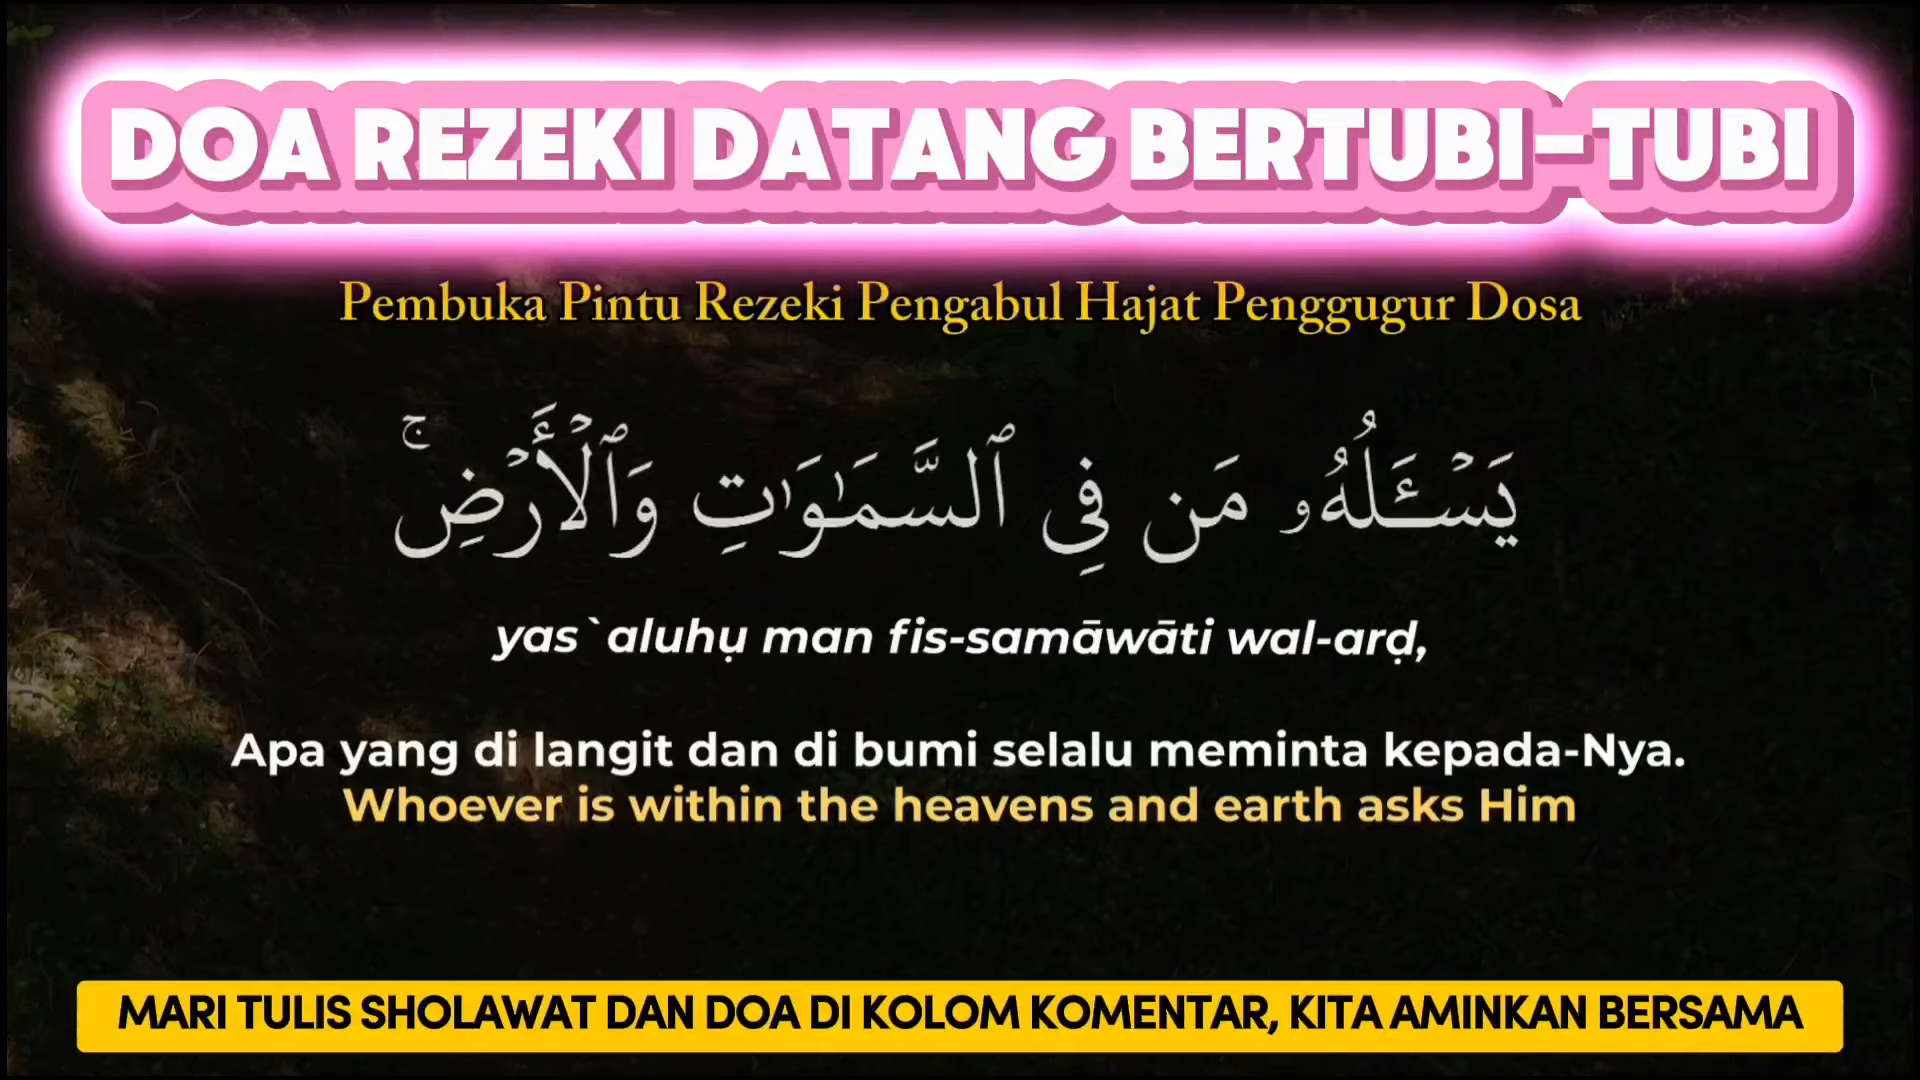 DOA REZEKI DATANG BERTUBI-TUBI
Pembuka Pintu Rezeki Pengabul Hajat Penggugur Dosa
يَسْـَٔلُهُۥ مَن فِى ٱلسَّمَـٰوَٰتِ وَٱلْأَرْضِ ۚ
yas`aluhụ man fis-samāwāti wal-arḍ,
Apa yang di langit dan di bumi selalu meminta kepada-Nya.
Whoever is within the heavens and earth asks Him
MARI TULIS SHOLAWAT DAN DOA DI KOLOM KOMENTAR, KITA AMINKAN BERSAMA